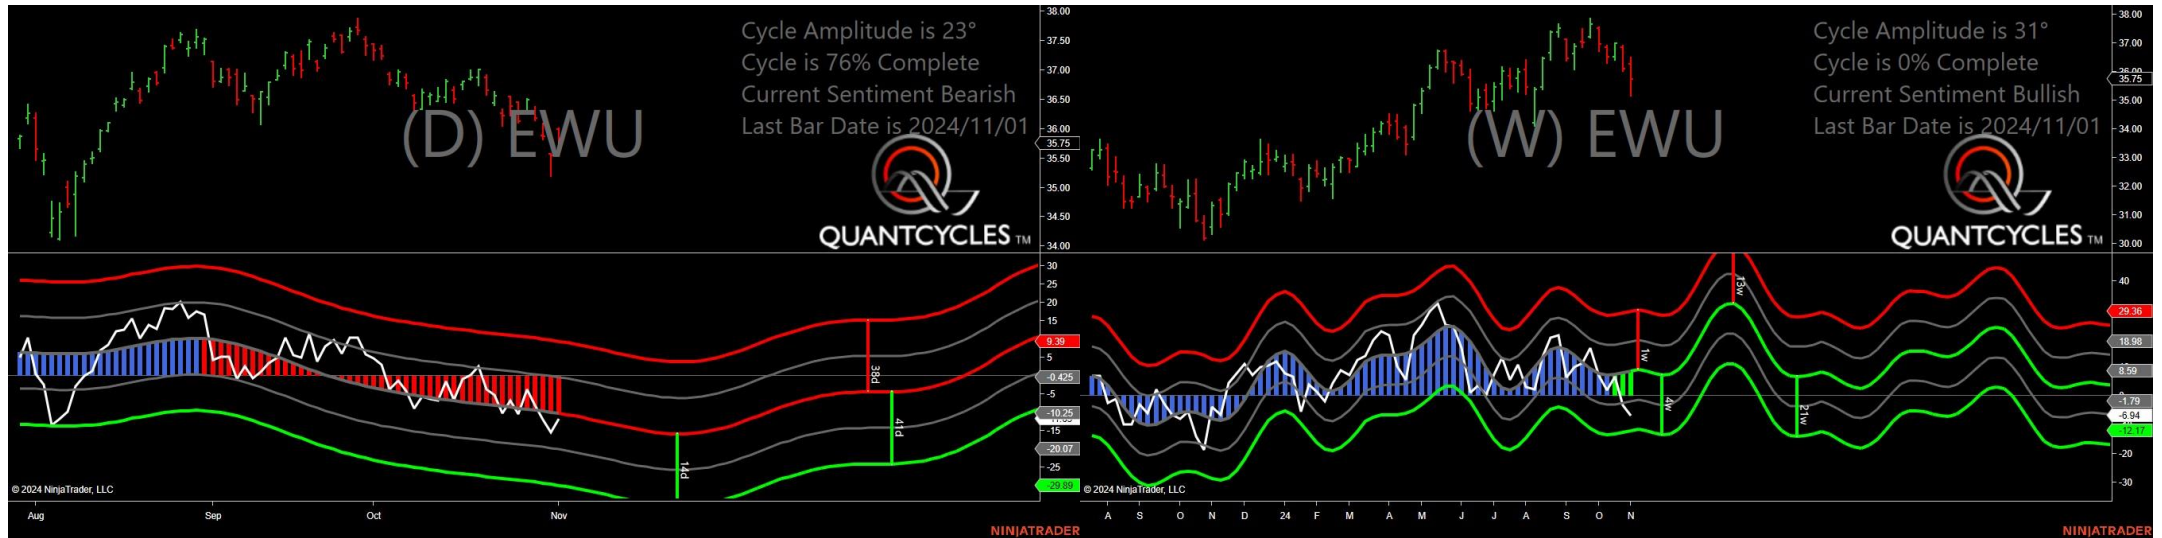 38.00
Cycle Amplitude is 23°
37.50
Cycle is 76% Complete
37.00
Current Sentiment Bearish
36.50
Last Bar Date is 2024/11/01
36.00
(D) EWU
35.75
35.50
35.00
34.50
34.00
QUANTCYCLES TM
30
25
20
15
9.39
5
-0.425
-5
-10.25
-15
-20.07
-25
-29.89
38d
41d
14d
© 2024 NinjaTrader, LLC
Aug Sep Oct Nov
NINJATRADER
38.00
Cycle Amplitude is 31°
37.00
Cycle is 0% Complete
35.75
Current Sentiment Bullish
35.00
Last Bar Date is 2024/11/01
34.00
(W) EWU
33.00
32.00
31.00
30.00
QUANTCYCLES TM
40
29.36
18.98
8.59
-1.79
-6.94
-12.17
-20
-30
13w
1w
4w
21w
© 2024 NinjaTrader, LLC
A S O N D 24 F M A M J J A S O N
NINJATRADER